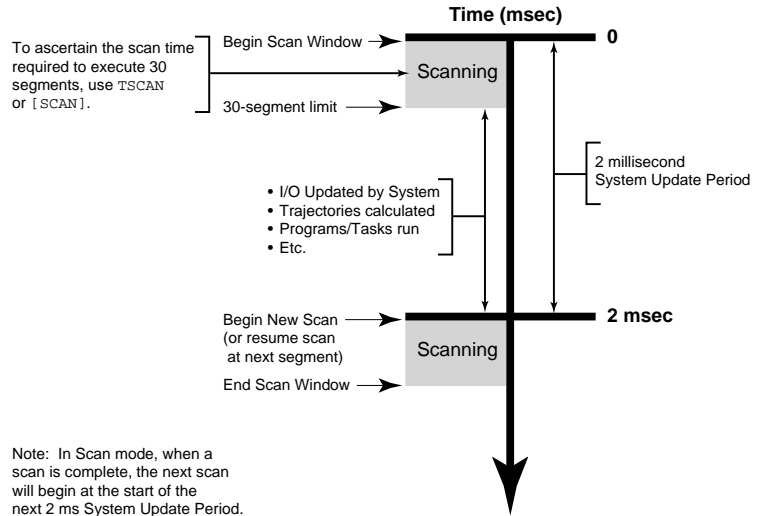 Time (msec)
0
To ascertain the scan time
required to execute 30
segments, use TSCAN
or [SCAN].
Begin Scan Window
Scanning
30-segment limit
2 millisecond
System Update Period
• I/O Updated by System
• Trajectories calculated
• Programs/Tasks run
• Etc.
Begin New Scan
(or resume scan
at next segment)
2 msec
Scanning
End Scan Window
Note: In Scan mode, when a
scan is complete, the next scan
will begin at the start of the
next 2 ms System Update Period.